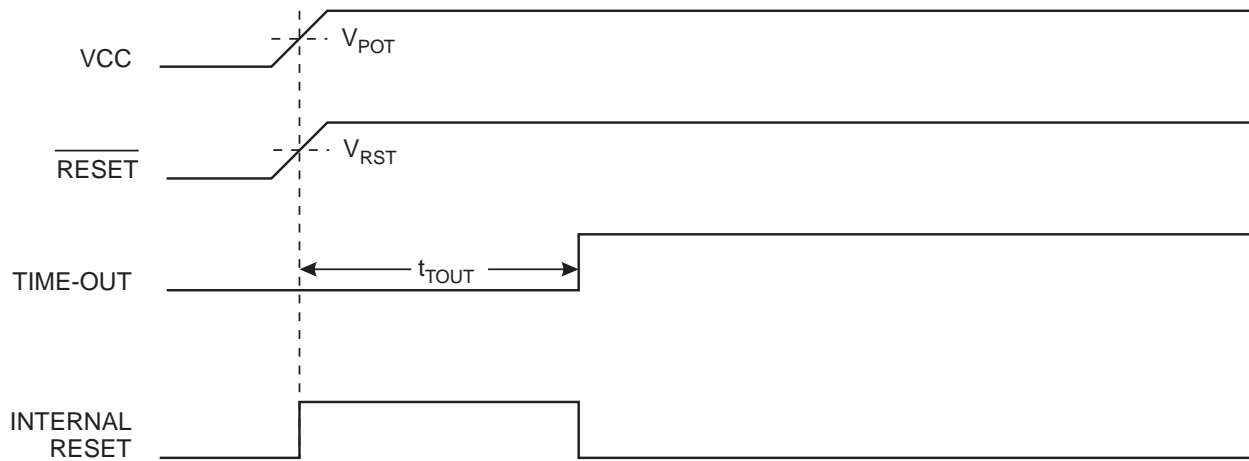 VCC
V_POT
RESET
V_RST
TIME-OUT
t_TOUT
INTERNAL
RESET